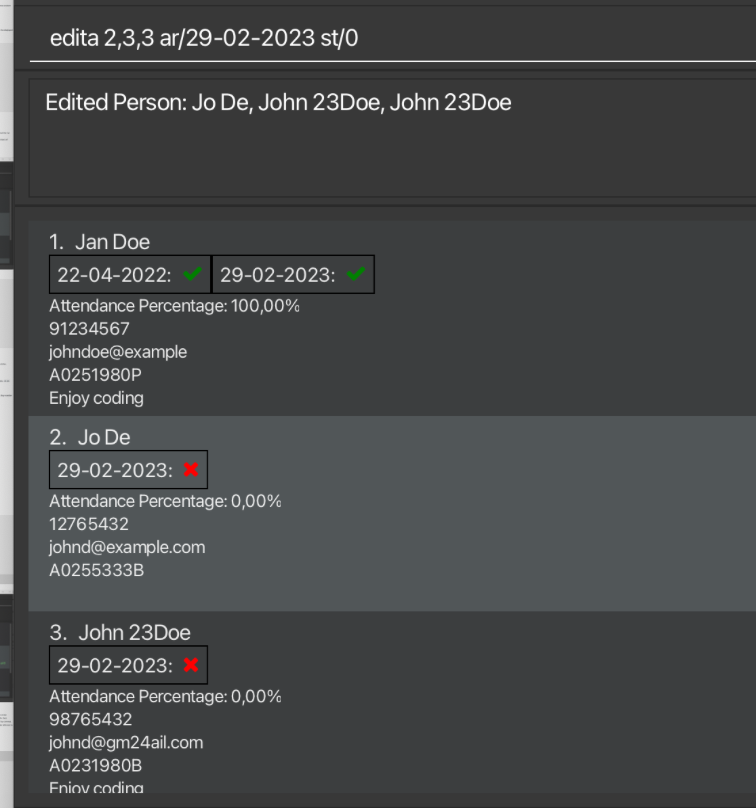 edita 2,3,3 ar/29-02-2023 st/0
Edited Person: Jo De, John 23Doe, John 23Doe
1. Jan Doe
22-04-2022: 29-02-2023:
Attendance Percentage: 100,00%
91234567
johndoe@example
A0251980P
Enjoy coding
2. Jo De
29-02-2023:
Attendance Percentage: 0,00%
12765432
johnd@example.com
A0255333B
3. John 23Doe
29-02-2023:
Attendance Percentage: 0,00%
98765432
johnd@gm24ail.com
A0231980B
Enjoy coding